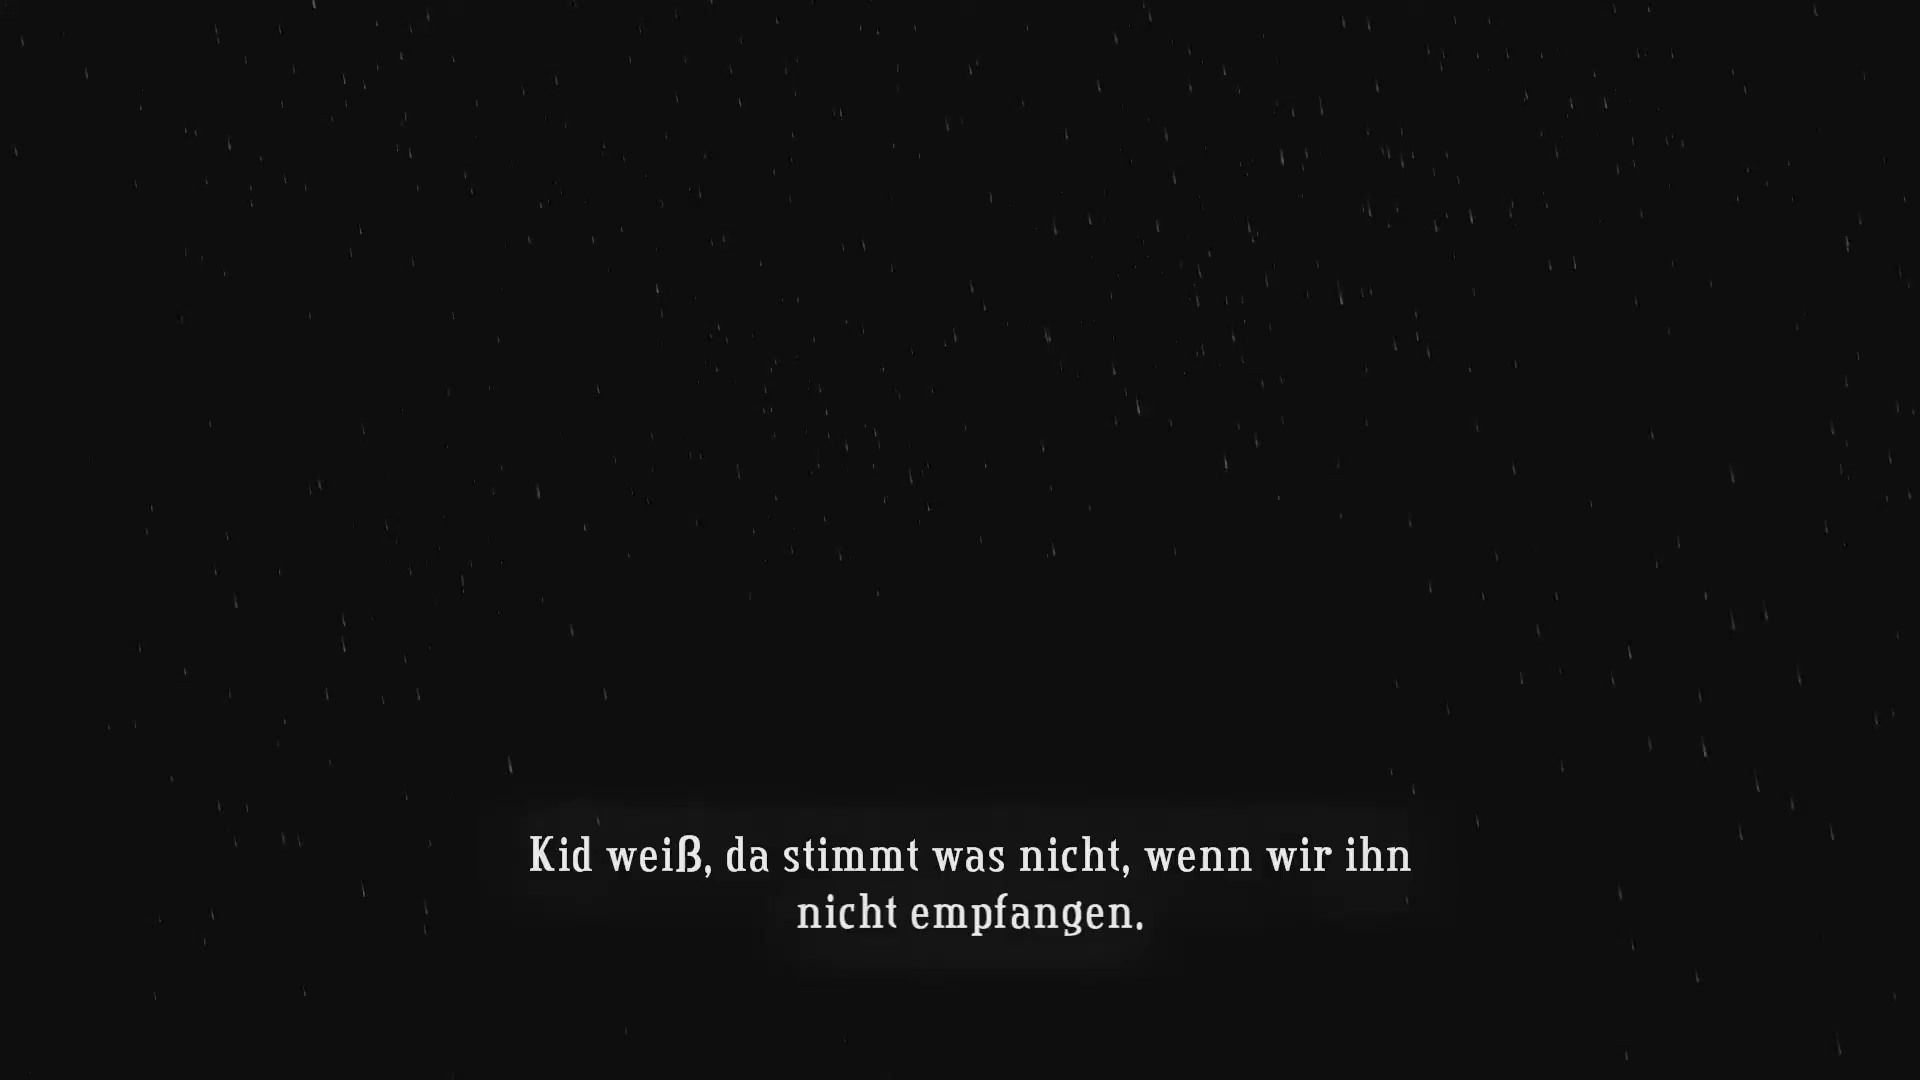 Kid weiß, da stimmt was nicht, wenn wir ihn
nicht empfangen.